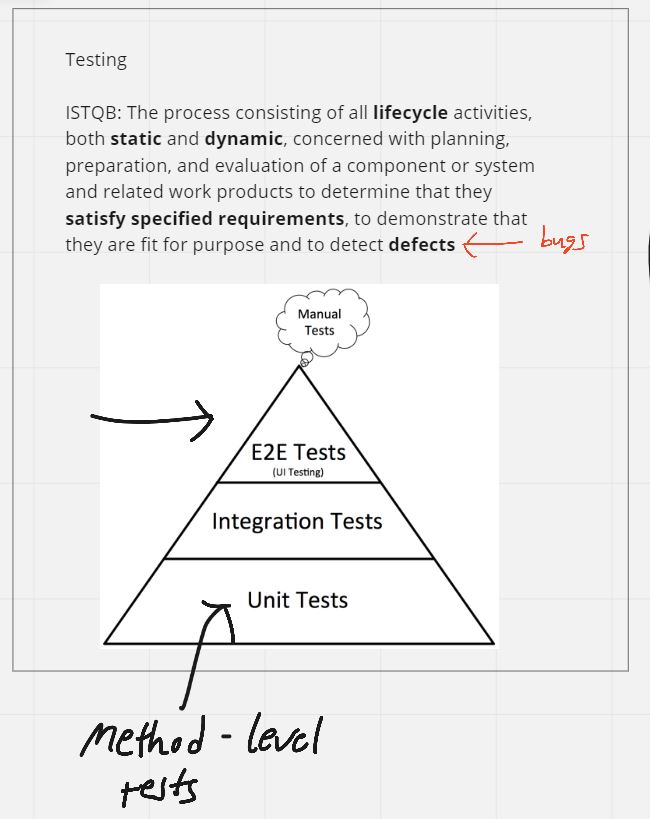 Testing
ISTQB: The process consisting of all lifecycle activities,
both static and dynamic, concerned with planning,
preparation, and evaluation of a component or system
and related work products to determine that they
satisfy specified requirements, to demonstrate that
they are fit for purpose and to detect defects
bugs
Manual
Tests
E2E Tests
(UI Testing)
Integration Tests
Unit Tests
Method - level
tests